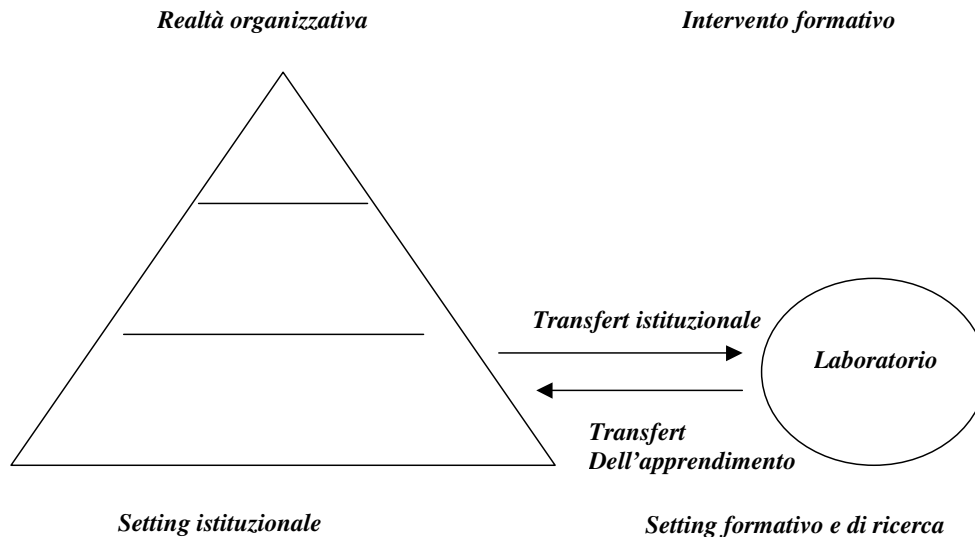 Realtà organizzativa
Intervento formativo
Transfert istituzionale
Laboratorio
Transfert
Dell’apprendimento
Setting istituzionale
Setting formativo e di ricerca